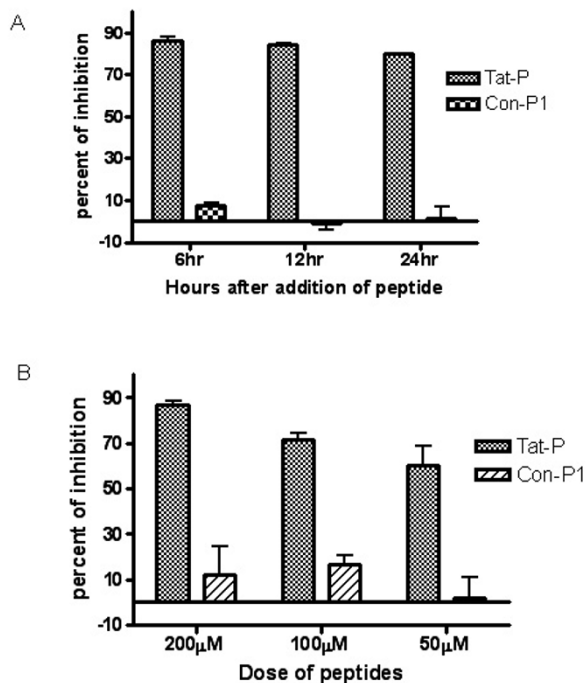 A
percent of inhibition
90
70
50
30
10
-10
6hr 12hr 24hr
Hours after addition of peptide
Tat-P
Con-P1
B
percent of inhibition
90
70
50
30
10
-10
200µM 100µM 50µM
Dose of peptides
Tat-P
Con-P1